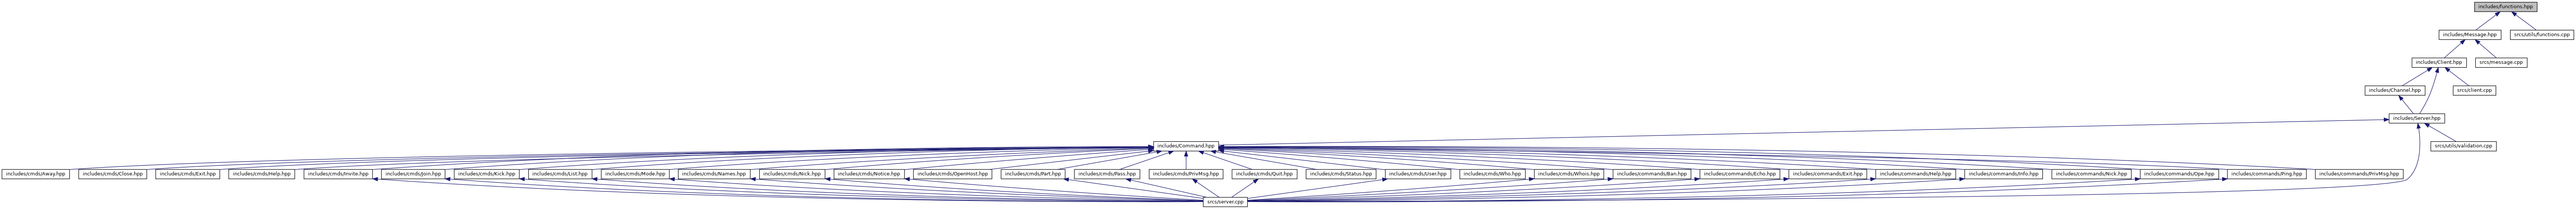 includes/functions.hpp
includes/Message.hpp
srcs/utils/functions.cpp
includes/Client.hpp
srcs/message.cpp
includes/Channel.hpp
srcs/client.cpp
includes/Server.hpp
includes/Command.hpp
srcs/utils/validation.cpp
includes/cmds/Away.hpp
includes/cmds/Close.hpp
includes/cmds/Exit.hpp
includes/cmds/Help.hpp
includes/cmds/Invite.hpp
includes/cmds/Join.hpp
includes/cmds/Kick.hpp
includes/cmds/List.hpp
includes/cmds/Mode.hpp
includes/cmds/Names.hpp
includes/cmds/Nick.hpp
includes/cmds/Notice.hpp
includes/cmds/OpenHost.hpp
includes/cmds/Part.hpp
includes/cmds/Pass.hpp
includes/cmds/PrivMsg.hpp
includes/cmds/Quit.hpp
includes/cmds/Status.hpp
includes/cmds/User.hpp
includes/cmds/Who.hpp
includes/cmds/Whois.hpp
includes/commands/Ban.hpp
includes/commands/Echo.hpp
includes/commands/Exit.hpp
includes/commands/Help.hpp
includes/commands/Info.hpp
includes/commands/Nick.hpp
includes/commands/Ope.hpp
includes/commands/Ping.hpp
includes/commands/PrivMsg.hpp
srcs/server.cpp